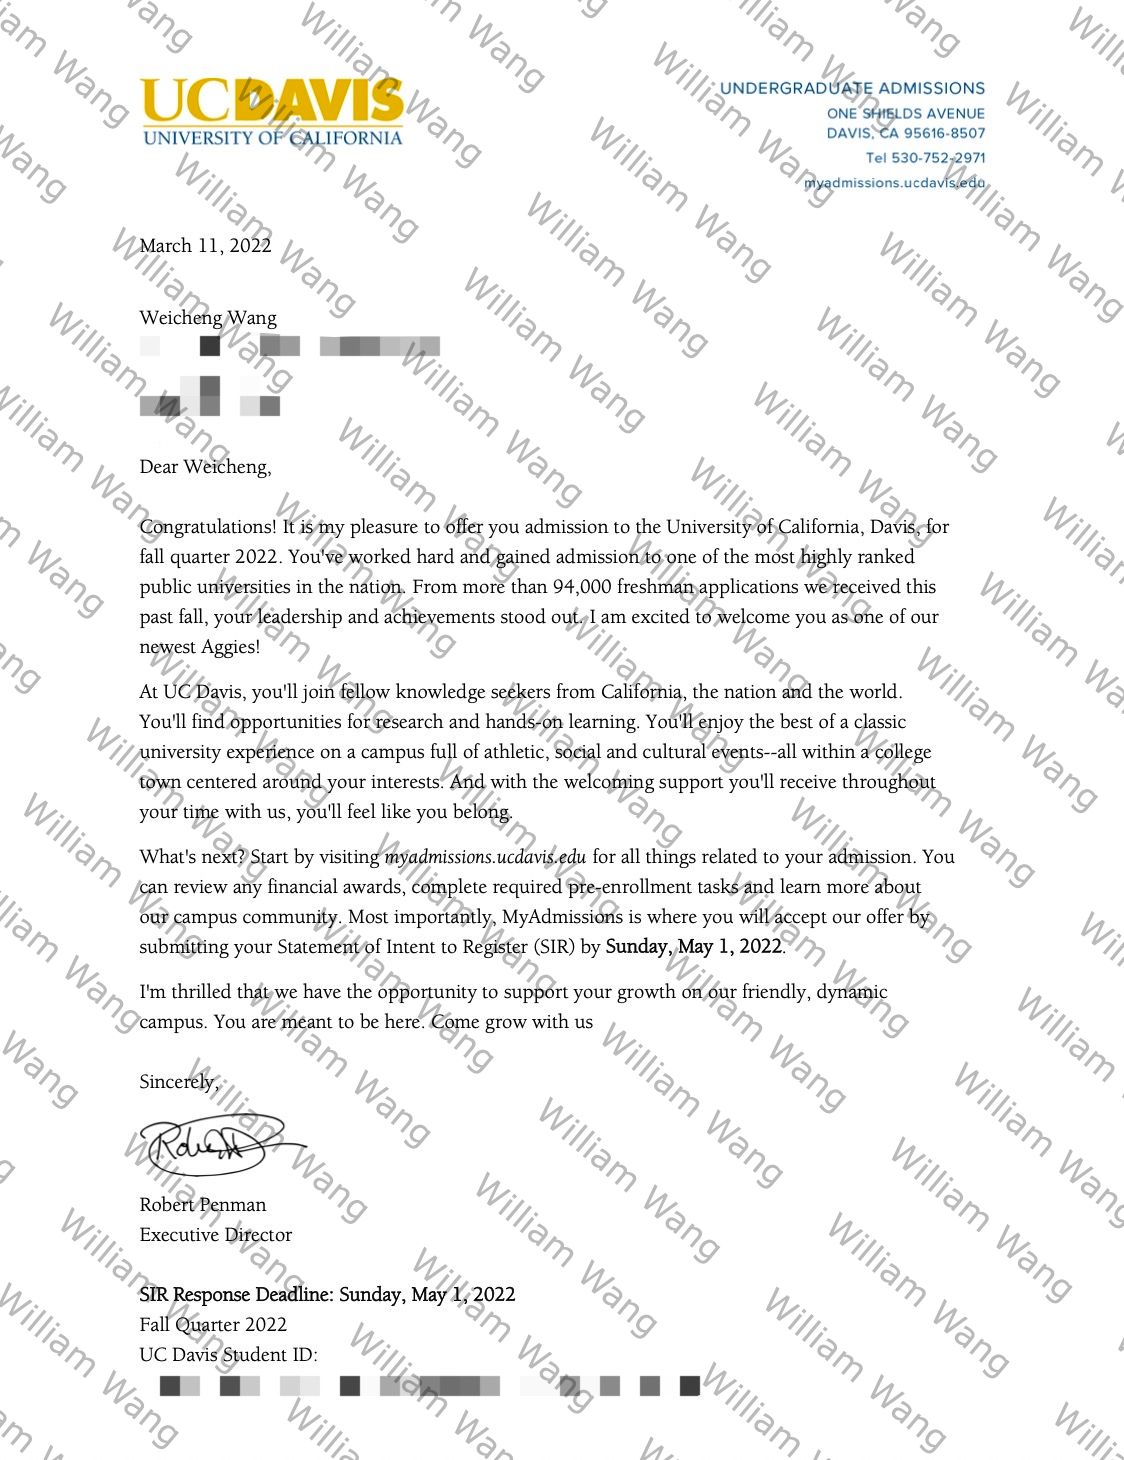 UCDAVIS
UNIVERSITY OF CALIFORNIA
UNDERGRADUATE ADMISSIONS
ONE SHIELDS AVENUE
DAVIS, CA 95616-8507
Tel 530-752-2971
myadmissions.ucdavis.edu
March 11, 2022
Weicheng Wang
Dear Weicheng,
Congratulations! It is my pleasure to offer you admission to the University of California, Davis, for
fall quarter 2022. You've worked hard and gained admission to one of the most highly ranked
public universities in the nation. From more than 94,000 freshman applications we received this
past fall, your leadership and achievements stood out. I am excited to welcome you as one of our
newest Aggies!
At UC Davis, you'll join fellow knowledge seekers from California, the nation and the world.
You'll find opportunities for research and hands-on learning. You'll enjoy the best of a classic
university experience on a campus full of athletic, social and cultural events--all within a college
town centered around your interests. And with the welcoming support you'll receive throughout
your time with us, you'll feel like you belong.
What's next? Start by visiting myadmissions.ucdavis.edu for all things related to your admission. You
can review any financial awards, complete required pre-enrollment tasks and learn more about
our campus community. Most importantly, MyAdmissions is where you will accept our offer by
submitting your Statement of Intent to Register (SIR) by Sunday, May 1, 2022.
I'm thrilled that we have the opportunity to support your growth on our friendly, dynamic
campus. You are meant to be here. Come grow with us
Sincerely,
Robert Penman
Executive Director
SIR Response Deadline: Sunday, May 1, 2022
Fall Quarter 2022
UC Davis Student ID:
William Wang